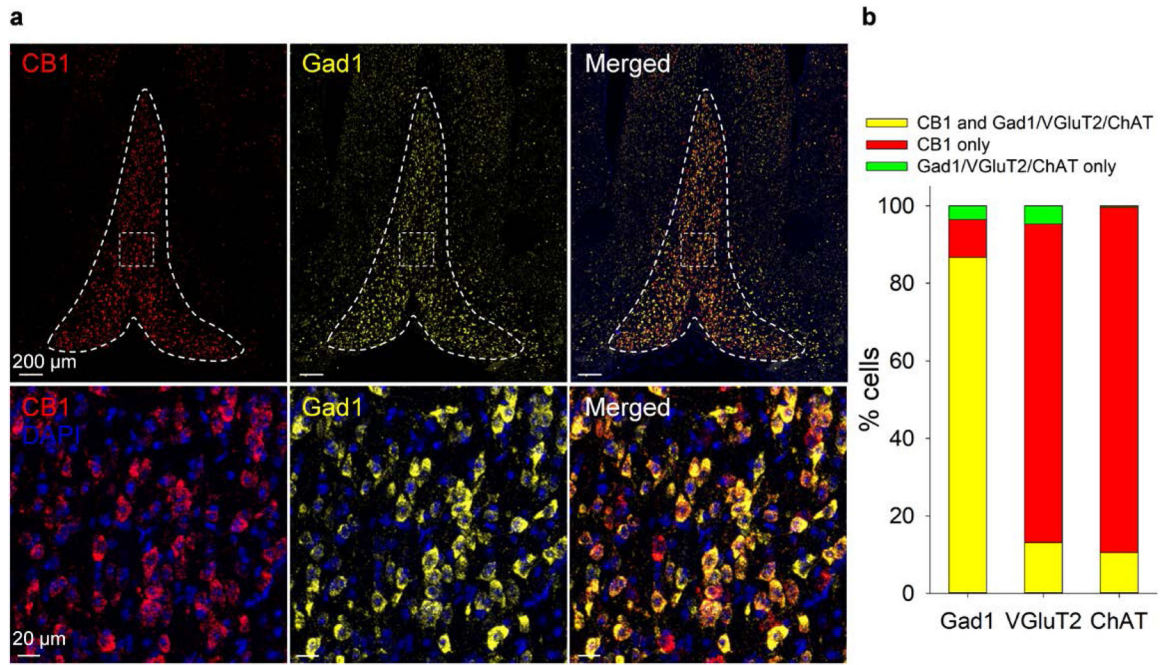 a
CB1
Gad1
Merged
200 µm
CB1
DAPI
Gad1
Merged
20 µm
b
CB1 and Gad1/VGluT2/ChAT
CB1 only
Gad1/VGluT2/ChAT only
100
80
60
40
20
0
% cells
Gad1 VGluT2 ChAT